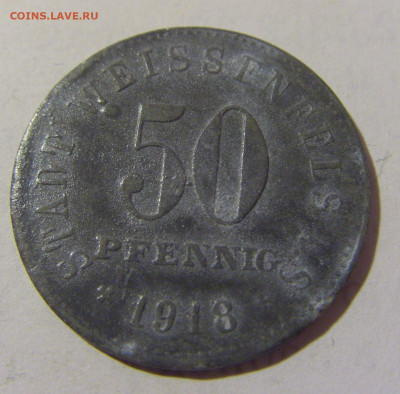 COINS.LAVE.RU
STADT WEISSENFELS A/S
50
PFENNIG
* 1918